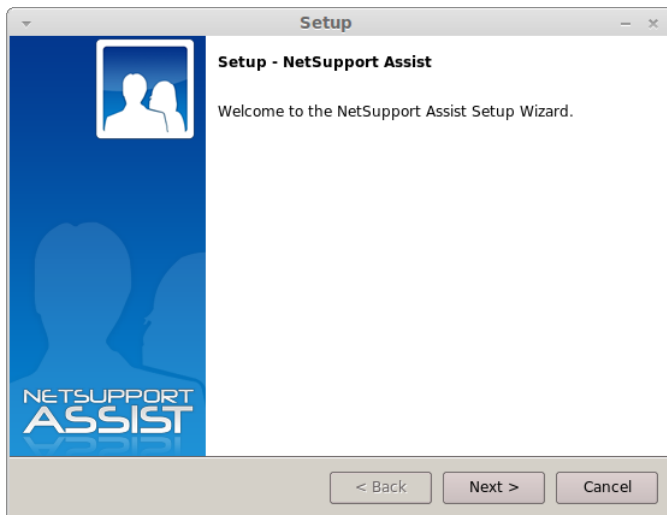 Setup
Setup - NetSupport Assist
Welcome to the NetSupport Assist Setup Wizard.
NETSUPPORT
ASSIST
< Back
Next >
Cancel